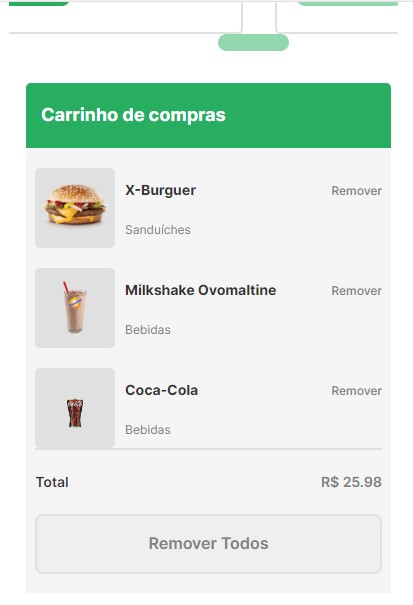 Carrinho de compras
X-Burguer
Remover
Sanduíches
Milkshake Ovomaltine
Remover
Bebidas
Coca-Cola
Remover
Bebidas
Total
R$ 25.98
Remover Todos